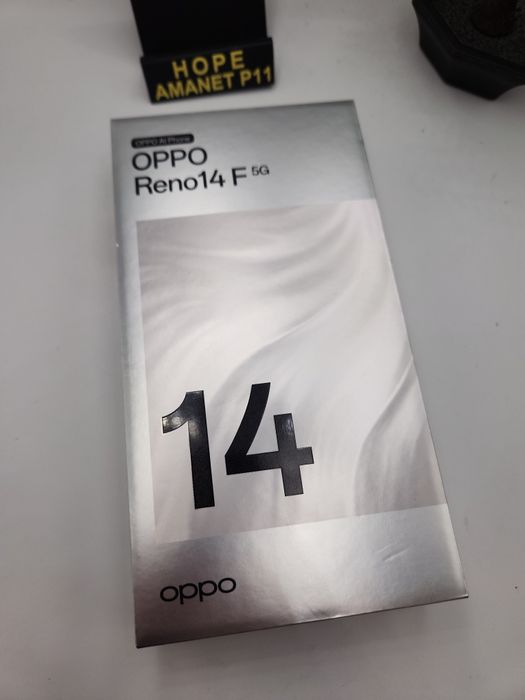 HOPE
AMANET P11
OPPO AI Phone
OPPO
Reno14 F 5G
14
oppo